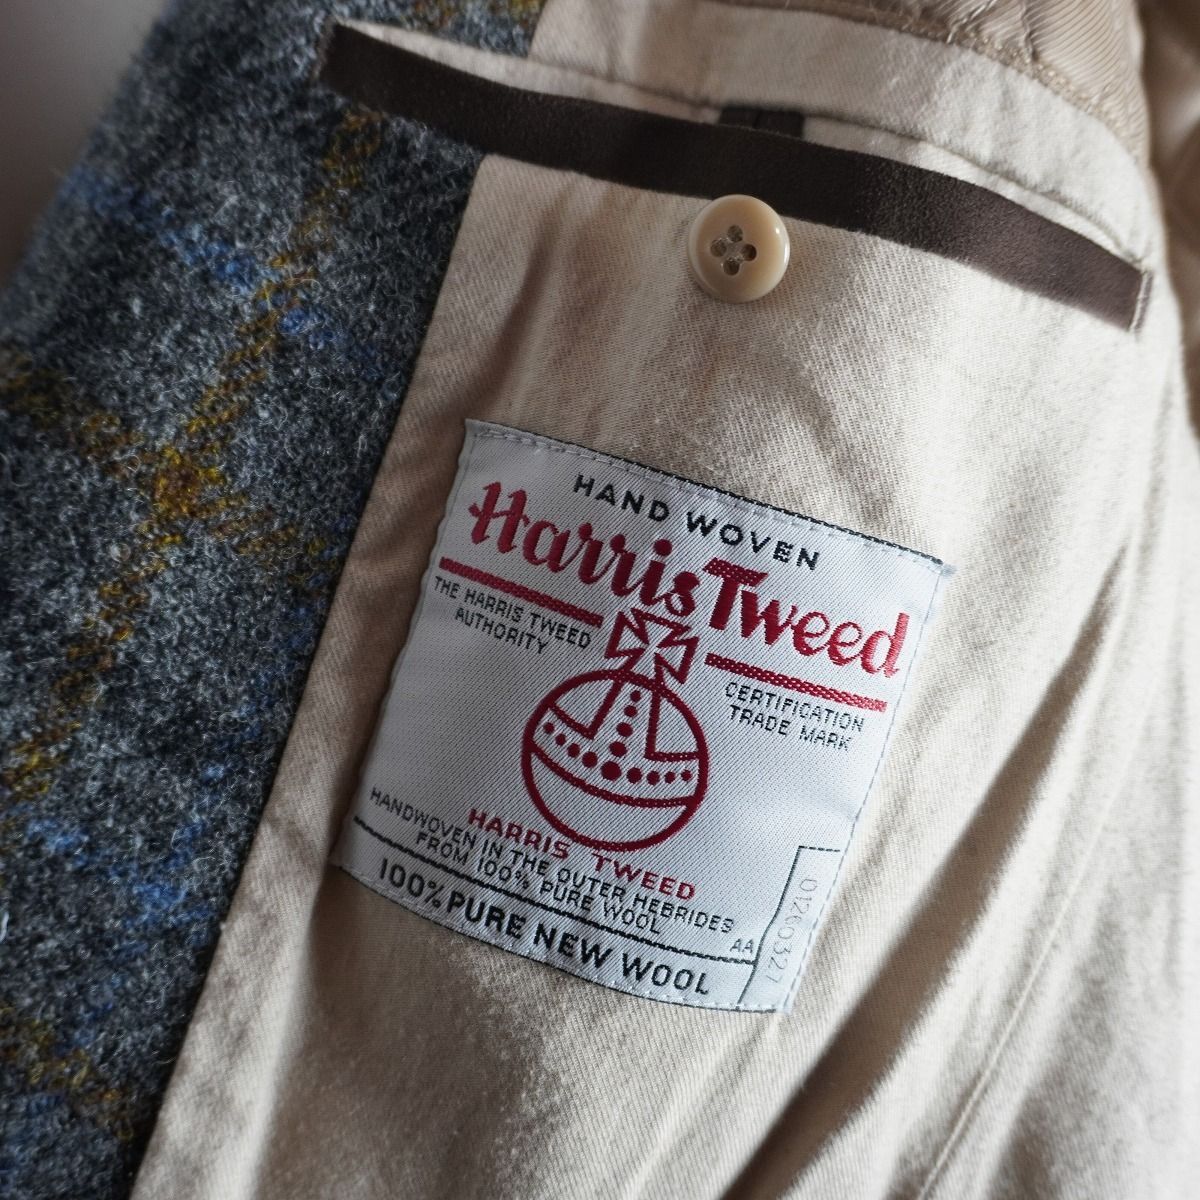 HAND WOVEN
Harris Tweed
THE HARRIS TWEED
AUTHORITY
CERTIFICATION
TRADE MARK
HARRIS TWEED
HANDWOVEN IN THE OUTER HEBRIDES
FROM 100% PURE WOOL
AA
100% PURE NEW WOOL
01260327